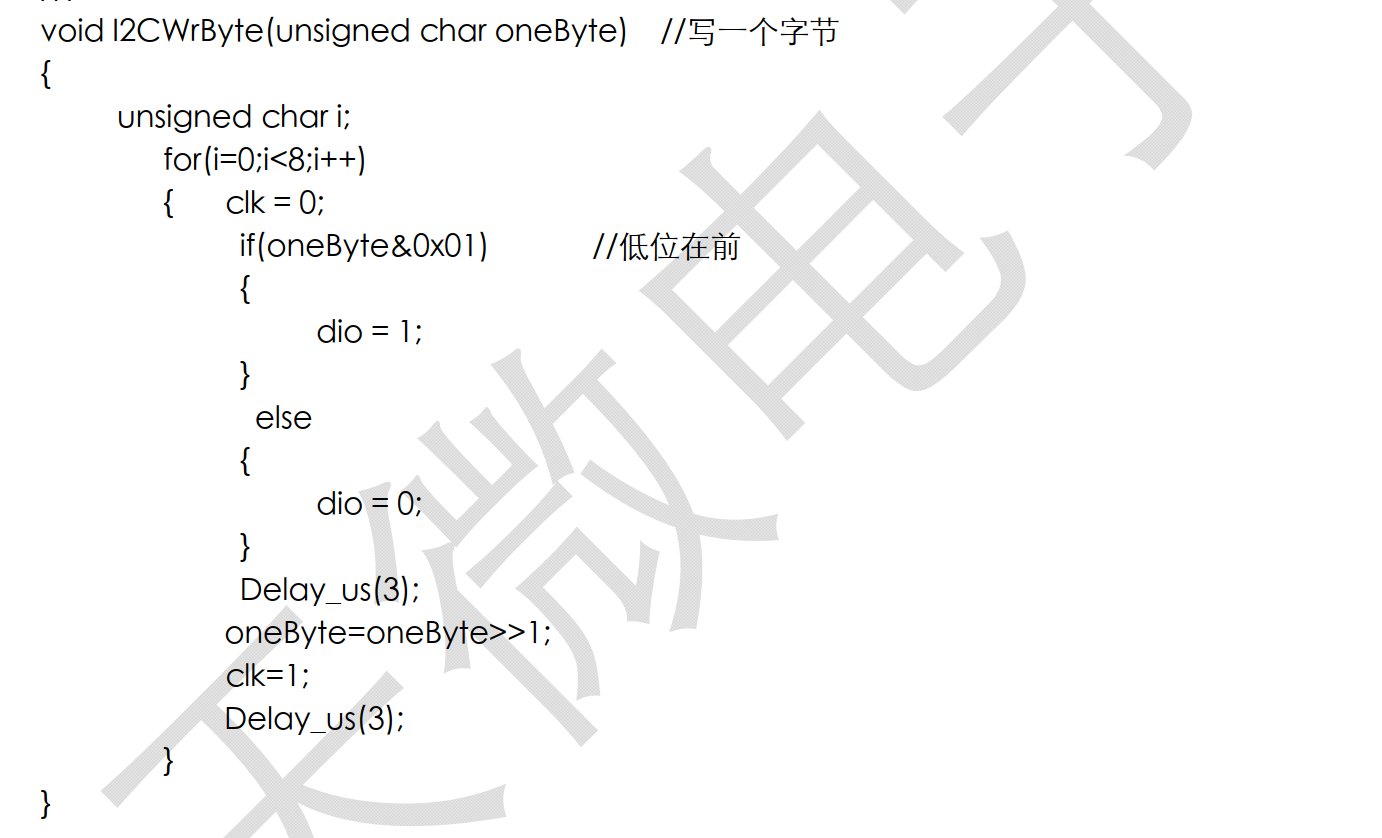 void I2CWrByte(unsigned char oneByte) //写一个字节
{
unsigned char i;
for(i=0;i<8;i++)
{ clk = 0;
if(oneByte&0x01) //低位在前
{
dio = 1;
}
else
{
dio = 0;
}
Delay_us(3);
oneByte=oneByte>>1;
clk=1;
Delay_us(3);
}
}
天微电子